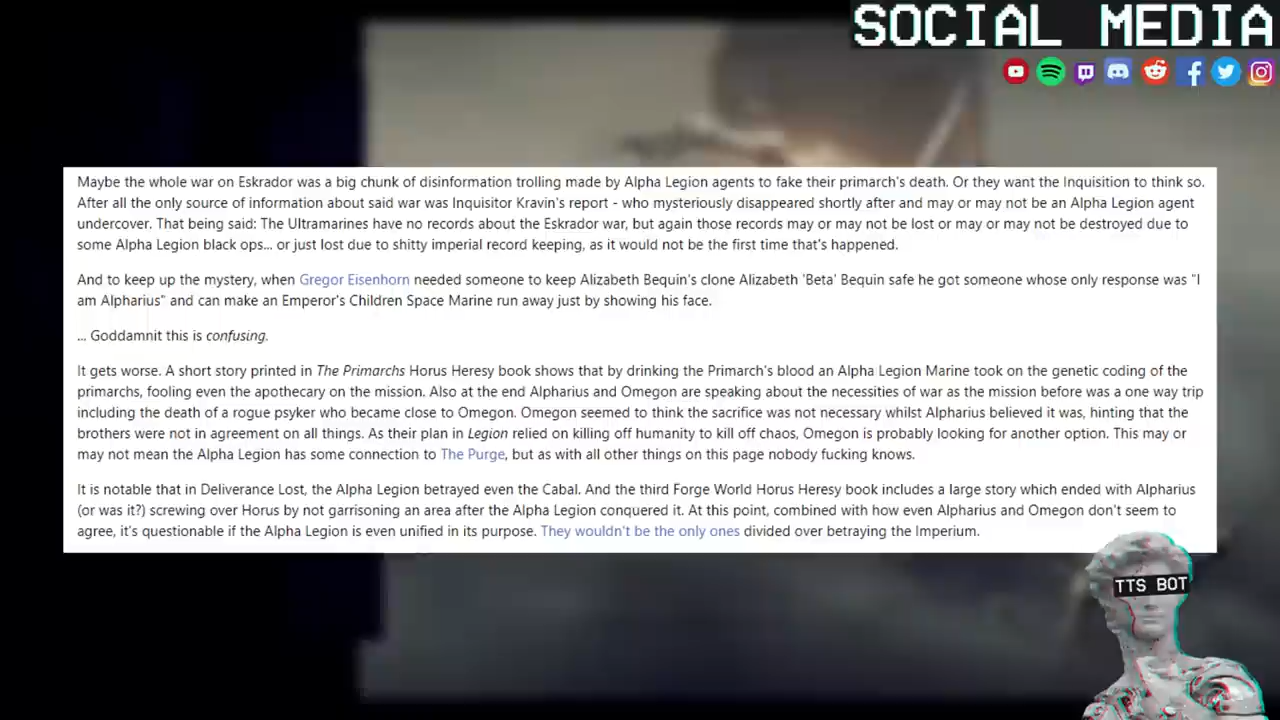 SOCIAL MEDIA
Maybe the whole war on Eskrador was a big chunk of disinformation trolling made by Alpha Legion agents to fake their primarch's death. Or they want the Inquisition to think so.
After all the only source of information about said war was Inquisitor Kravin's report - who mysteriously disappeared shortly after and may or may not be an Alpha Legion agent
undercover. That being said: The Ultramarines have no records about the Eskrador war, but again those records may or may not be lost or may or may not be destroyed due to
some Alpha Legion black ops... or just lost due to shitty imperial record keeping, as it would not be the first time that's happened.
And to keep up the mystery, when Gregor Eisenhorn needed someone to keep Alizabeth Bequin's clone Alizabeth 'Beta' Bequin safe he got someone whose only response was "I
am Alpharius" and can make an Emperor's Children Space Marine run away just by showing his face.
... Goddamnit this is confusing.
It gets worse. A short story printed in The Primarchs Horus Heresy book shows that by drinking the Primarch's blood an Alpha Legion Marine took on the genetic coding of the
primarchs, fooling even the apothecary on the mission. Also at the end Alpharius and Omegon are speaking about the necessities of war as the mission before was a one way trip
including the death of a rogue psyker who became close to Omegon. Omegon seemed to think the sacrifice was not necessary whilst Alpharius believed it was, hinting that the
brothers were not in agreement on all things. As their plan in Legion relied on killing off humanity to kill off chaos, Omegon is probably looking for another option. This may or
may not mean the Alpha Legion has some connection to The Purge, but as with all other things on this page nobody fucking knows.
It is notable that in Deliverance Lost, the Alpha Legion betrayed even the Cabal. And the third Forge World Horus Heresy book includes a large story which ended with Alpharius
(or was it?) screwing over Horus by not garrisoning an area after the Alpha Legion conquered it. At this point, combined with how even Alpharius and Omegon don't seem to
agree, it's questionable if the Alpha Legion is even unified in its purpose. They wouldn't be the only ones divided over betraying the Imperium.
TTS BOT